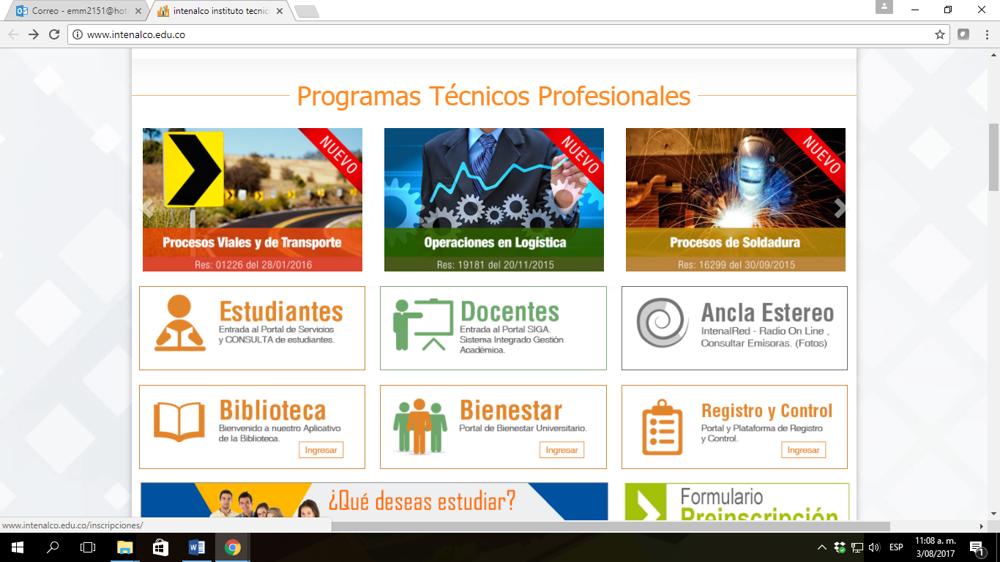 Correo - emm2151@hot
intenalco instituto tecnico
www.intenalco.edu.co
Programas Técnicos Profesionales
NUEVO
Procesos Viales y de Transporte
Res: 01226 del 28/01/2016
NUEVO
Operaciones en Logística
Res: 19181 del 20/11/2015
NUEVO
Procesos de Soldadura
Res: 16299 del 30/09/2015
Estudiantes
Entrada al Portal de Servicios
y CONSULTA de estudiantes.
Docentes
Entrada al Portal SIGA.
Sistema Integrado Gestión
Académica.
Ancla Estereo
IntenalRed - Radio On Line ,
Consultar Emisoras. (Fotos)
Biblioteca
Bienvenido a nuestro Aplicativo
de la Biblioteca.
Ingresar
Bienestar
Portal de Bienestar Universitario.
Ingresar
Registro y Control
Portal y Plataforma de Registro
y Control.
Ingresar
¿Qué deseas estudiar?
Formulario
Preinscripción
www.intenalco.edu.co/inscripciones/
ESP
11:08 a. m.
3/08/2017
1